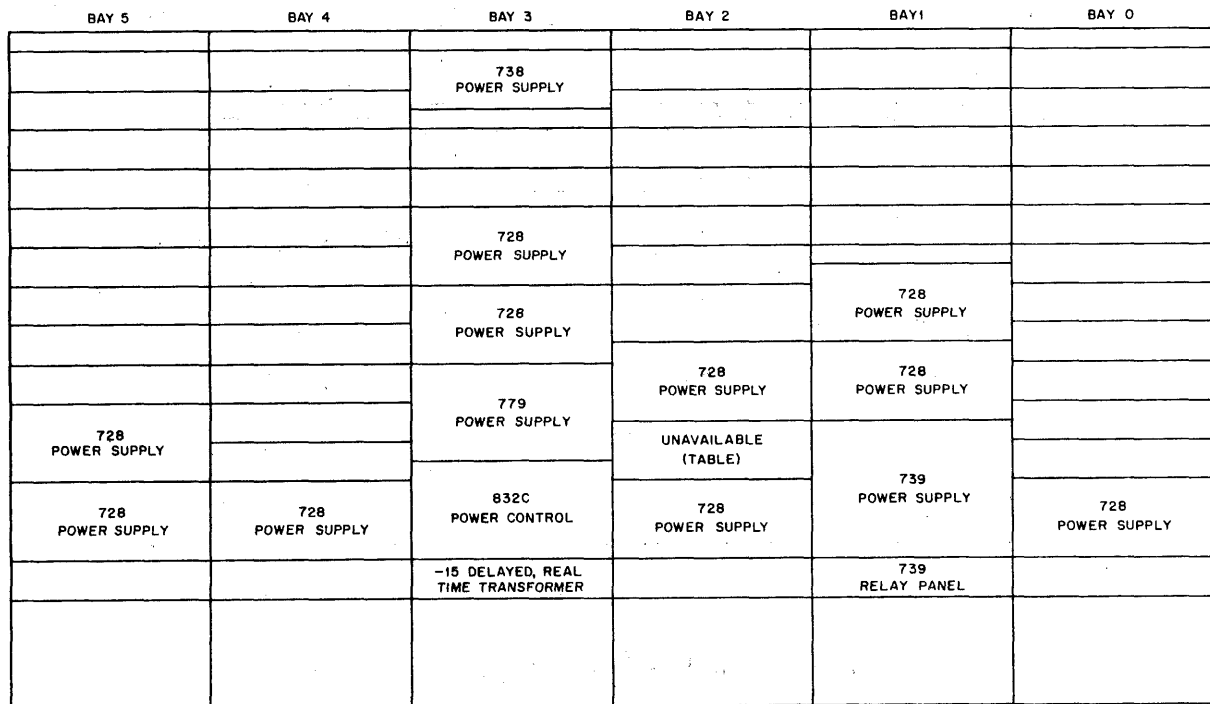 BAY 5 BAY 4 BAY 3 BAY 2 BAY1 BAY 0
738
POWER SUPPLY
728
POWER SUPPLY
728
POWER SUPPLY
728
POWER SUPPLY
728
POWER SUPPLY
728
POWER SUPPLY
779
POWER SUPPLY
728
POWER SUPPLY
UNAVAILABLE
(TABLE)
739
POWER SUPPLY
728
POWER SUPPLY
728
POWER SUPPLY
832C
POWER CONTROL
728
POWER SUPPLY
728
POWER SUPPLY
-15 DELAYED, REAL
TIME TRANSFORMER
739
RELAY PANEL